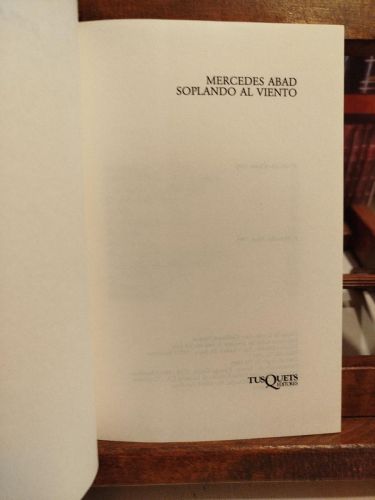 MERCEDES ABAD
SOPLANDO AL VIENTO
TUSQUETS
EDITORES